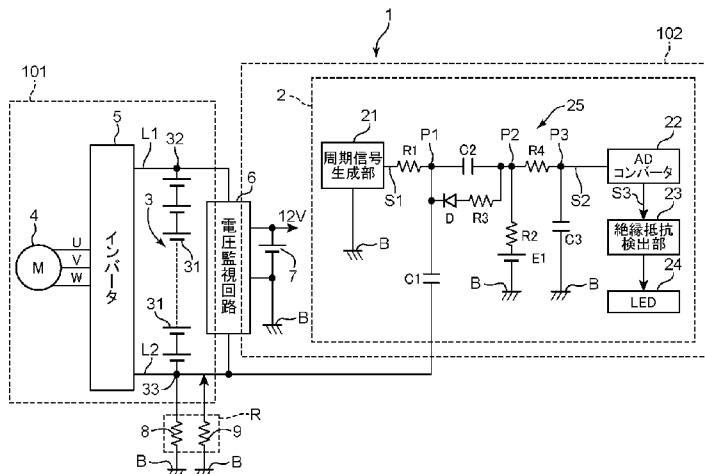 1
101
102
5
2
21
25
22
L1
32
P1
P2
P3
C2
周期信号
生成部
R1
R4
AD
コンバータ
S1
S2
S3
4
M
U
V
W
インバータ
3
6
12V
D
R3
23
31
電圧監視回路
7
B
R2
C3
絶縁抵抗
検出部
24
E1
C1
31
B
B
B
LED
L2
33
8
9
R
B
B